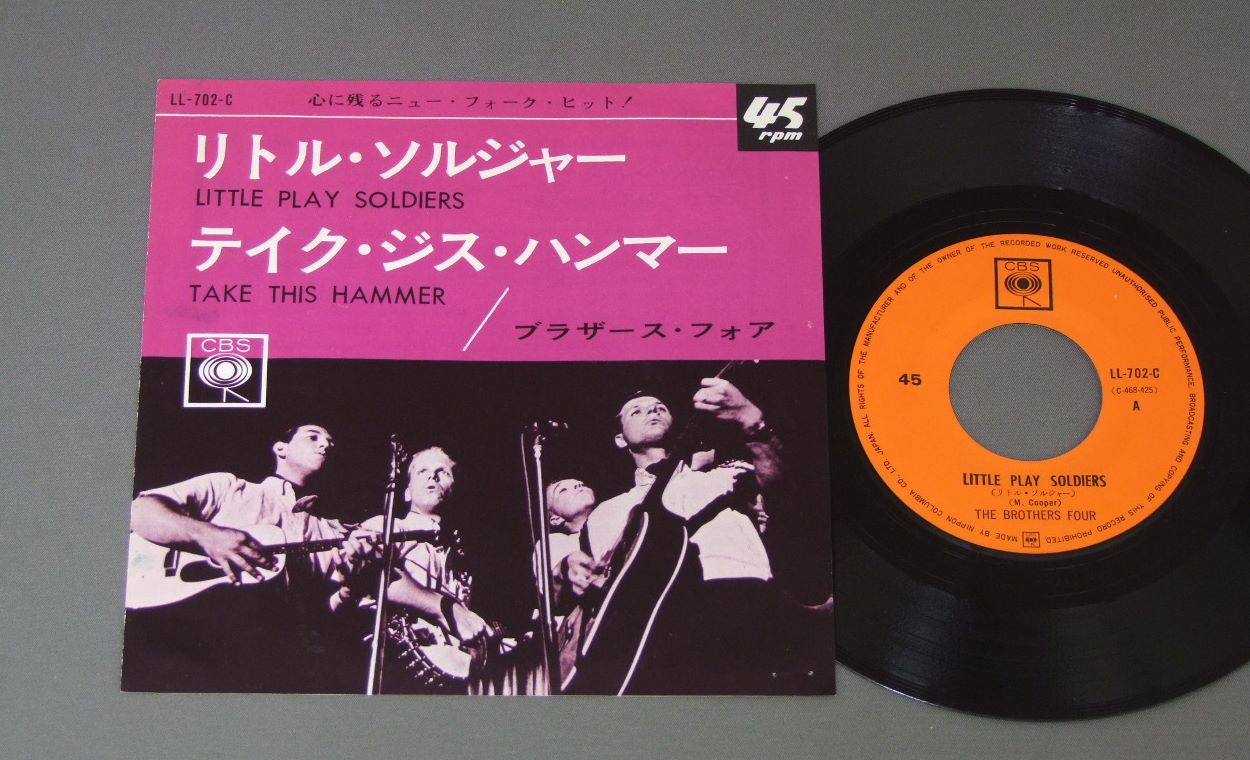 LL-702-C
心に残るニュー・フォーク・ヒット!
45
rpm
リトル・ソルジャー
LITTLE PLAY SOLDIERS
テイク・ジス・ハンマー
TAKE THIS HAMMER
ブラザース・フォア
CBS
CBS
45
LL-702-C
(C-468-425)
A
LITTLE PLAY SOLDIERS
(リトル・ソルジャー)
(M. Cooper)
THE BROTHERS FOUR
MADE BY NIPPON COLUMBIA CO., LTD. JAPAN. ALL RIGHTS OF THE MANUFACTURER AND OF THE OWNER OF THE RECORDED WORK RESERVED UNAUTHORISED PUBLIC PERFORMANCE, BROADCASTING AND COPYING OF THIS RECORD PROHIBITED.